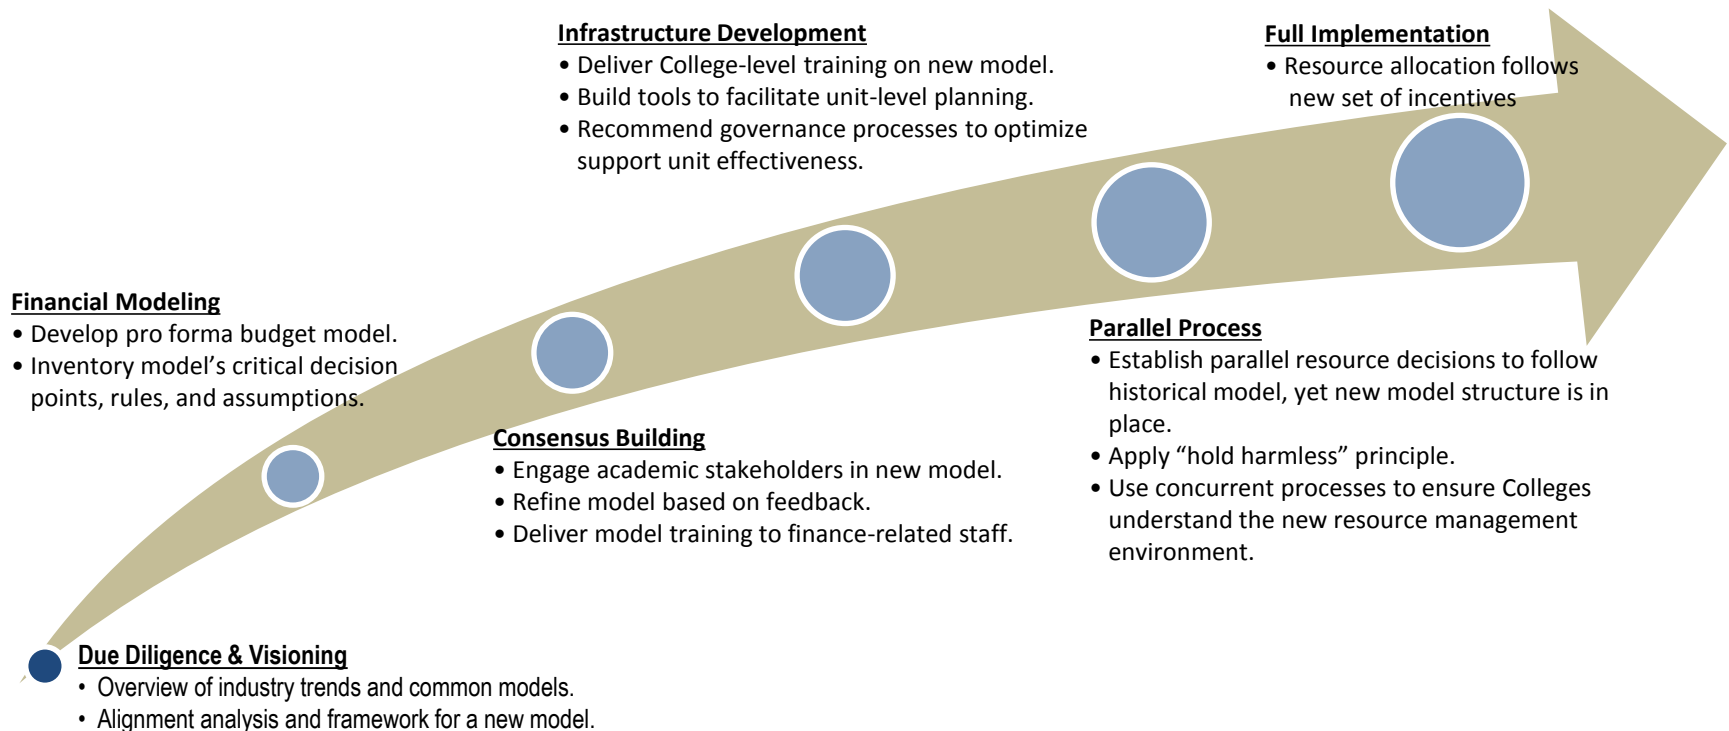 Infrastructure Development
• Deliver College-level training on new model.
• Build tools to facilitate unit-level planning.
• Recommend governance processes to optimize
support unit effectiveness.
Full Implementation
• Resource allocation follows
new set of incentives
Financial Modeling
• Develop pro forma budget model.
• Inventory model’s critical decision
points, rules, and assumptions.
Parallel Process
• Establish parallel resource decisions to follow
historical model, yet new model structure is in
place.
• Apply “hold harmless” principle.
• Use concurrent processes to ensure Colleges
understand the new resource management
environment.
Consensus Building
• Engage academic stakeholders in new model.
• Refine model based on feedback.
• Deliver model training to finance-related staff.
Due Diligence & Visioning
• Overview of industry trends and common models.
• Alignment analysis and framework for a new model.